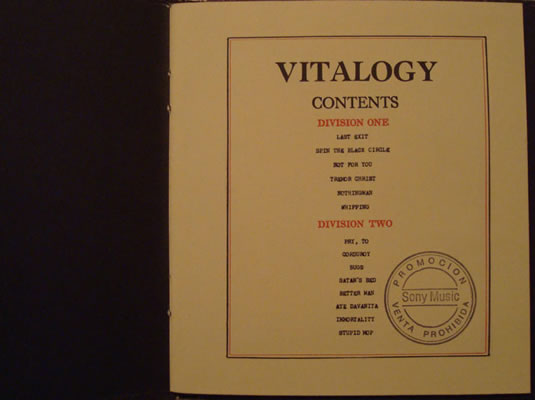 VITALOGY
CONTENTS
DIVISION ONE
LAST EXIT
SPIN THE BLACK CIRCLE
NOT FOR YOU
TREMOR CHRIST
NOTHINGMAN
WHIPPING
DIVISION TWO
PRY, TO
CORDUROY
BUGS
SATAN'S BED
BETTER MAN
AYE DAVANITA
IMMORTALITY
STUPID MOP
PROMOCION
Sony Music
VENTA PROHIBIDA